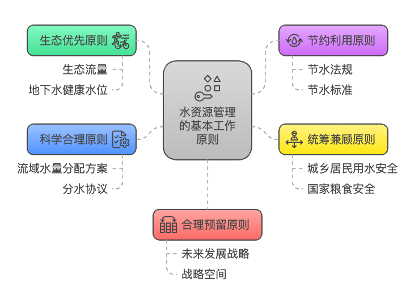 生态优先原则
生态流量
地下水健康水位
节约利用原则
节水法规
节水标准
水资源管理
的基本工作
原则
科学合理原则
流域水量分配方案
分水协议
统筹兼顾原则
城乡居民用水安全
国家粮食安全
合理预留原则
未来发展战略
战略空间